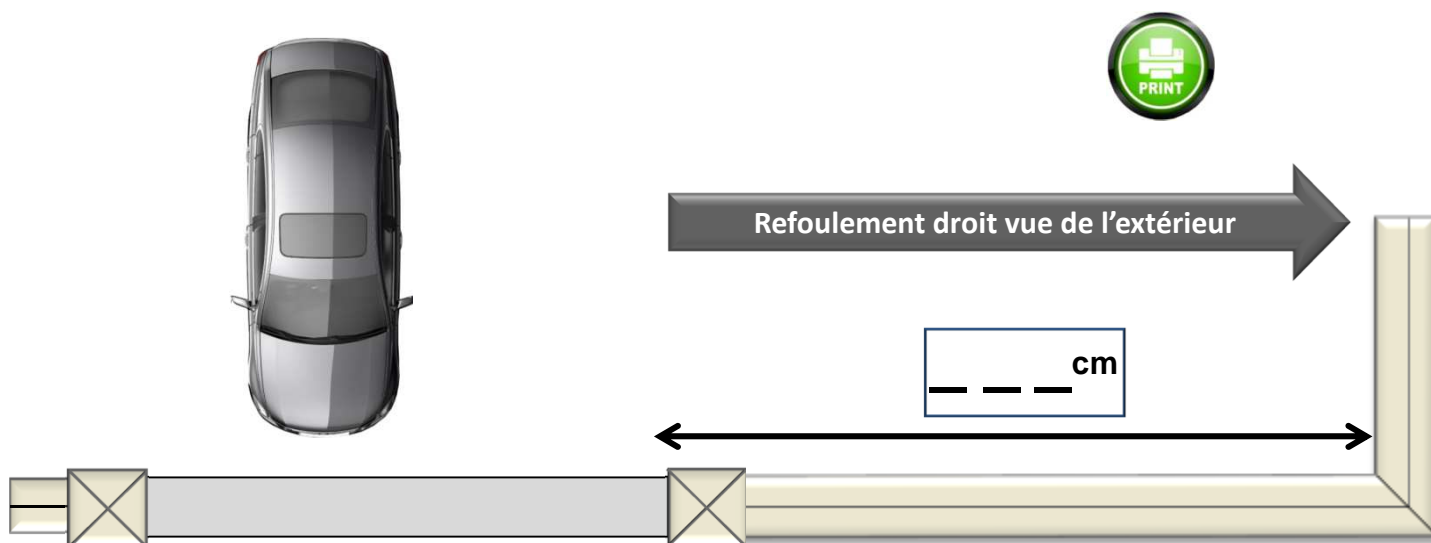 PRINT
Refoulement droit vue de l’extérieur
_ _ _ cm